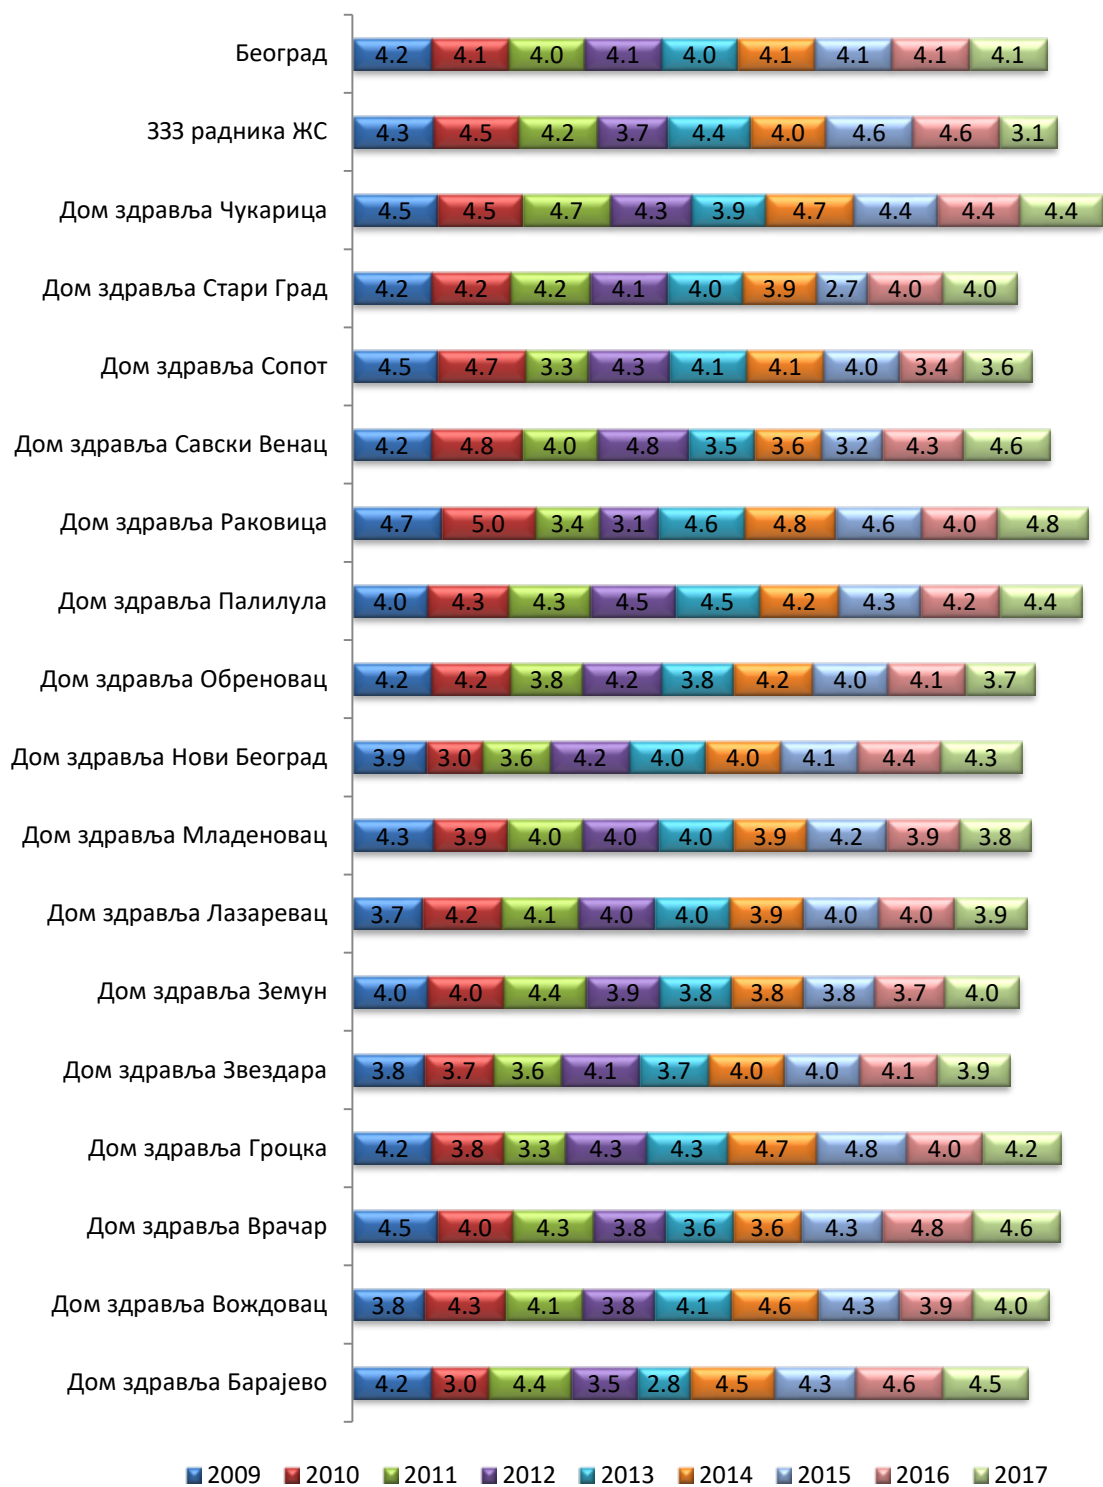 Београд 4.2 4.1 4.0 4.1 4.0 4.1 4.1 4.1 4.1
ЗЗЗ радника ЖС 4.3 4.5 4.2 3.7 4.4 4.0 4.6 4.6 3.1
Дом здравља Чукарица 4.5 4.5 4.7 4.3 3.9 4.7 4.4 4.4 4.4
Дом здравља Стари Град 4.2 4.2 4.2 4.1 4.0 3.9 2.7 4.0 4.0
Дом здравља Сопот 4.5 4.7 3.3 4.3 4.1 4.1 4.0 3.4 3.6
Дом здравља Савски Венац 4.2 4.8 4.0 4.8 3.5 3.6 3.2 4.3 4.6
Дом здравља Раковица 4.7 5.0 3.4 3.1 4.6 4.8 4.6 4.0 4.8
Дом здравља Палилула 4.0 4.3 4.3 4.5 4.5 4.2 4.3 4.2 4.4
Дом здравља Обреновац 4.2 4.2 3.8 4.2 3.8 4.2 4.0 4.1 3.7
Дом здравља Нови Београд 3.9 3.0 3.6 4.2 4.0 4.0 4.1 4.4 4.3
Дом здравља Младеновац 4.3 3.9 4.0 4.0 4.0 3.9 4.2 3.9 3.8
Дом здравља Лазаревац 3.7 4.2 4.1 4.0 4.0 3.9 4.0 4.0 3.9
Дом здравља Земун 4.0 4.0 4.4 3.9 3.8 3.8 3.8 3.7 4.0
Дом здравља Звездара 3.8 3.7 3.6 4.1 3.7 4.0 4.0 4.1 3.9
Дом здравља Гроцка 4.2 3.8 3.3 4.3 4.3 4.7 4.8 4.0 4.2
Дом здравља Врачар 4.5 4.0 4.3 3.8 3.6 3.6 4.3 4.8 4.6
Дом здравља Вождовац 3.8 4.3 4.1 3.8 4.1 4.6 4.3 3.9 4.0
Дом здравља Барајево 4.2 3.0 4.4 3.5 2.8 4.5 4.3 4.6 4.5
2009 2010 2011 2012 2013 2014 2015 2016 2017